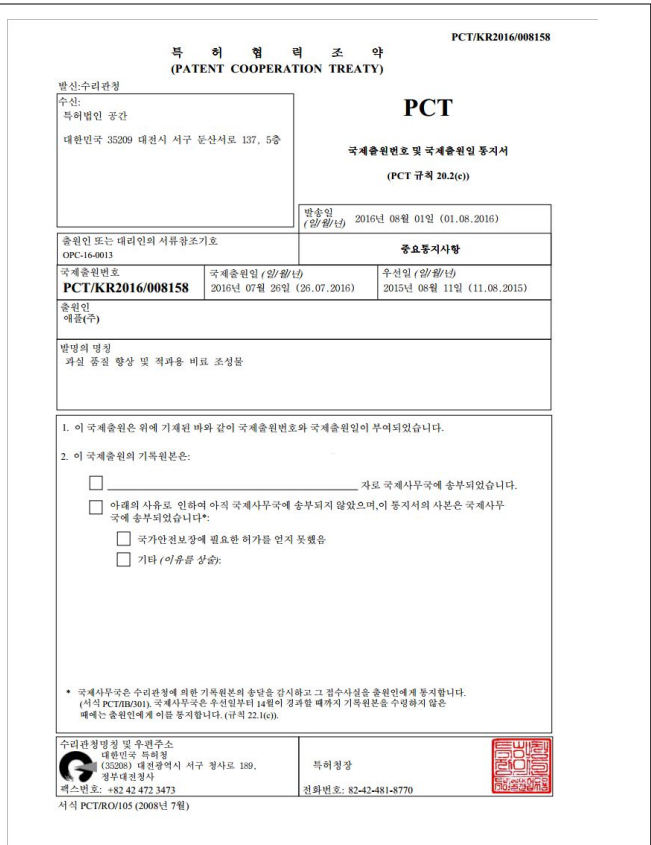 PCT/KR2016/008158
특 허 협 력 조 약
(PATENT COOPERATION TREATY)
발신:수리관청
수신:
특허법인 공간
대한민국 35209 대전시 서구 둔산서로 137, 5층
PCT
국제출원번호 및 국제출원일 통지서
(PCT 규칙 20.2(c))
발송일
(일/월/년) 2016년 08월 01일 (01.08.2016)
출원인 또는 대리인의 서류참조기호
OPC-16-0013
중요통지사항
국제출원번호
PCT/KR2016/008158
국제출원일 (일/월/년)
2016년 07월 26일 (26.07.2016)
우선일 (일/월/년)
2015년 08월 11일 (11.08.2015)
출원인
애플(주)
발명의 명칭
과실 품질 향상 및 적과용 비료 조성물
1. 이 국제출원은 위에 기재된 바와 같이 국제출원번호와 국제출원일이 부여되었습니다.
2. 이 국제출원의 기록원본은:
자로 국제사무국에 송부되었습니다.
아래의 사유로 인하여 아직 국제사무국에 송부되지 않았으며,이 통지서의 사본은 국제사무
국에 송부되었습니다*:
국가안전보장에 필요한 허가를 얻지 못했음
기타 (이유를 상술):
* 국제사무국은 수리관청에 의한 기록원본의 송달을 감시하고 그 접수사실을 출원인에게 통지합니다.
(서식 PCT/IB/301). 국제사무국은 우선일부터 14월이 경과할 때까지 기록원본을 수령하지 않은
때에는 출원인에게 이를 통지합니다. (규칙 22.1(c)).
수리관청명칭 및 우편주소
대한민국 특허청
(35208) 대전광역시 서구 청사로 189,
정부대전청사
팩스번호: +82 42 472 3473
특허청장
전화번호: 82-42-481-8770
서식 PCT/RO/105 (2008년 7월)